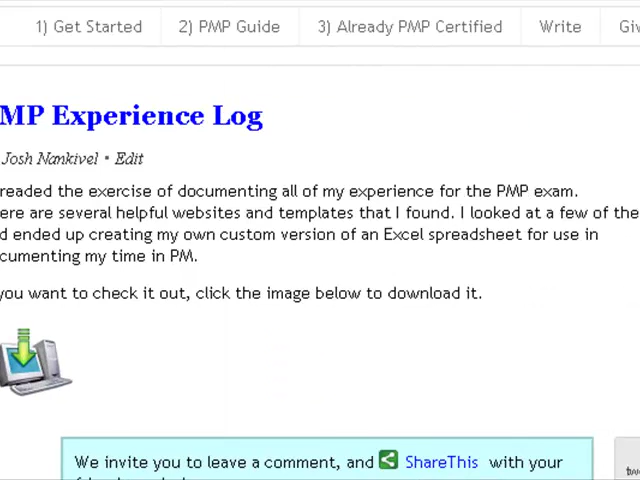 1) Get Started 2) PMP Guide 3) Already PMP Certified Write Giv
MP Experience Log
Josh Nankivel • Edit
readed the exercise of documenting all of my experience for the PMP exam.
ere are several helpful websites and templates that I found. I looked at a few of the
d ended up creating my own custom version of an Excel spreadsheet for use in
cumenting my time in PM.
you want to check it out, click the image below to download it.
We invite you to leave a comment, and ShareThis with your
tw